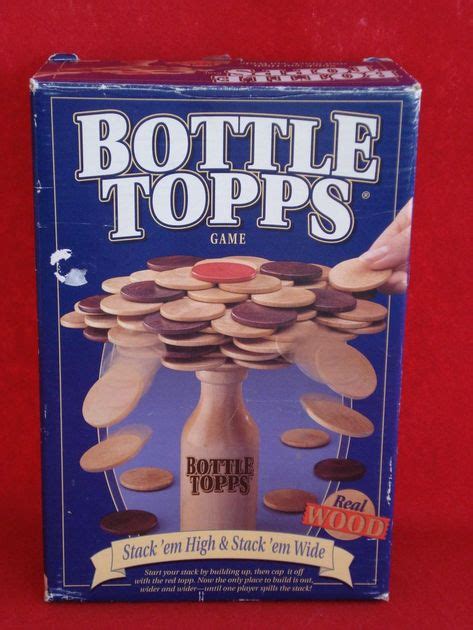 BOTTLE
TOPPS®
GAME
BOTTLE
TOPPS
Real
WOOD
Stack 'em High & Stack 'em Wide
Start your stack by building up, then cap it off
with the red topp. Now the only place to build is out,
wider and wider—until one player spills the stack!